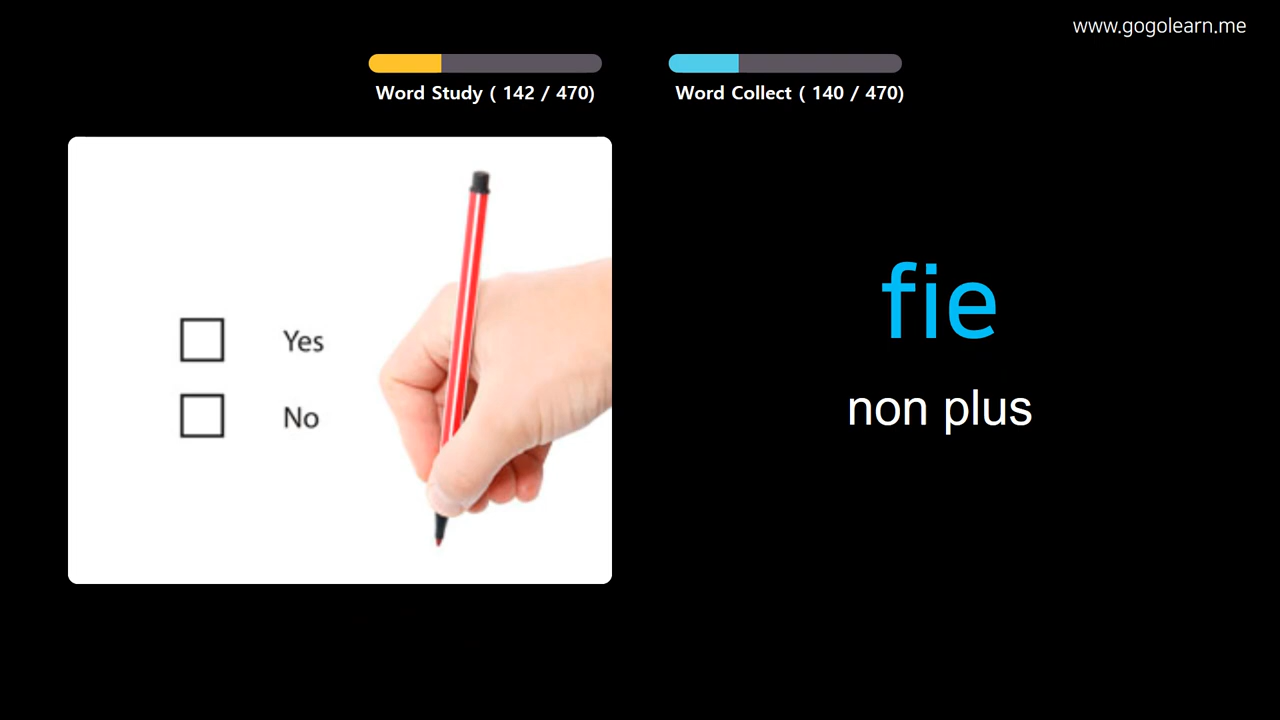 www.gogolearn.me
Word Study ( 142 / 470)
Word Collect ( 140 / 470)
Yes
No
fie
non plus